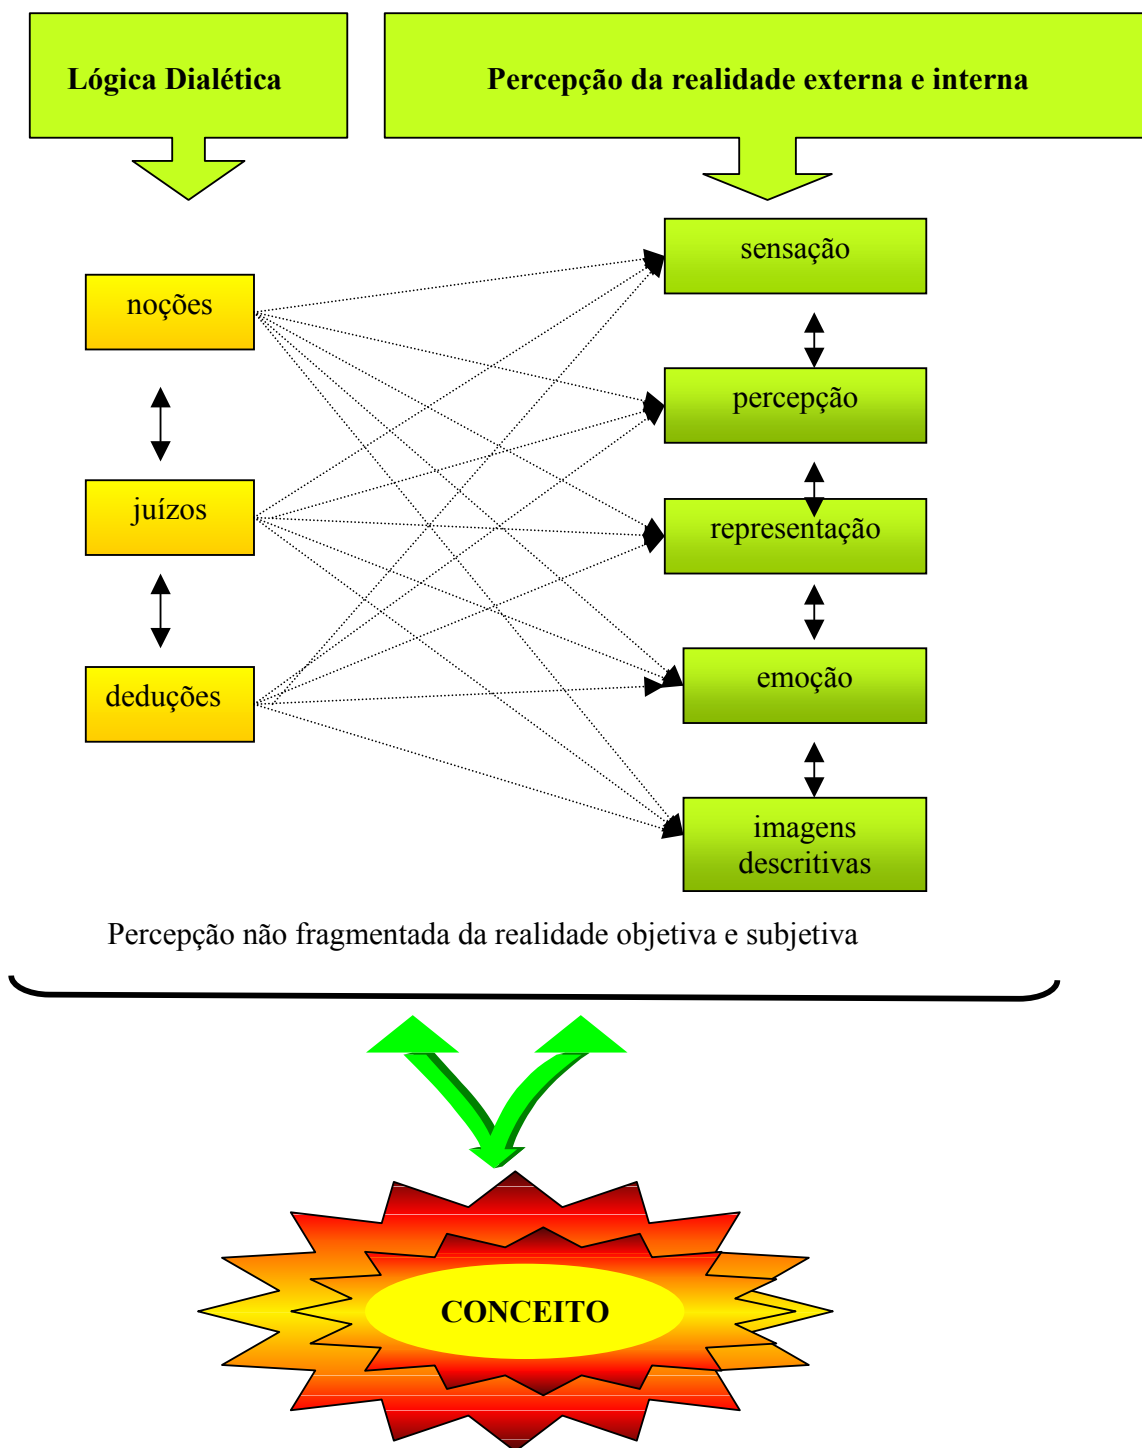 Lógica Dialética
Percepção da realidade externa e interna
noções
juízos
deduções
sensação
percepção
representação
emoção
imagens
descritivas
Percepção não fragmentada da realidade objetiva e subjetiva
CONCEITO